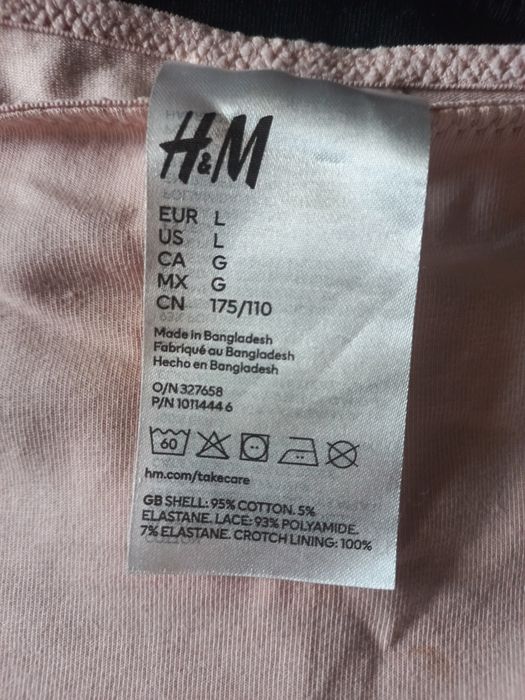 H&M
EUR L
US L
CA G
MX G
CN 175/110
Made in Bangladesh
Fabriqué au Bangladesh
Hecho en Bangladesh
O/N 327658
P/N 1011444 6
60
hm.com/takecare
GB SHELL: 95% COTTON. 5%
ELASTANE. LACE: 93% POLYAMIDE.
7% ELASTANE. CROTCH LINING: 100%